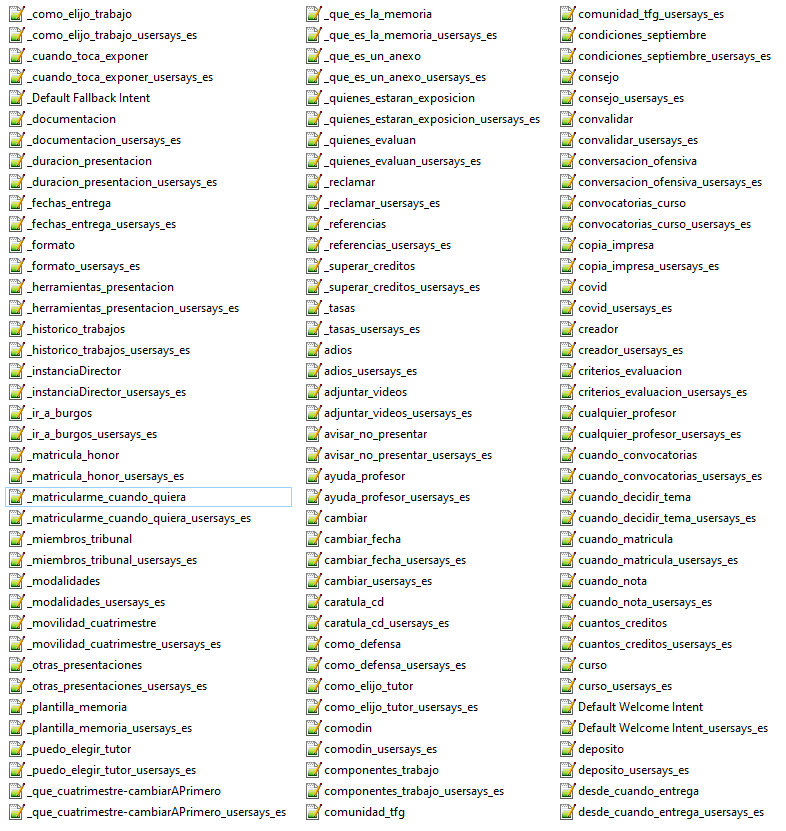 _como_elijo_trabajo
_como_elijo_trabajo_usersays_es
_cuando_toca_exponer
_cuando_toca_exponer_usersays_es
_Default Fallback Intent
_documentacion
_documentacion_usersays_es
_duracion_presentacion
_duracion_presentacion_usersays_es
_fechas_entrega
_fechas_entrega_usersays_es
_formato
_formato_usersays_es
_herramientas_presentacion
_herramientas_presentacion_usersays_es
_historico_trabajos
_historico_trabajos_usersays_es
_instanciaDirector
_instanciaDirector_usersays_es
_ir_a_burgos
_ir_a_burgos_usersays_es
_matricula_honor
_matricula_honor_usersays_es
_matricularme_cuando_quiera
_matricularme_cuando_quiera_usersays_es
_miembros_tribunal
_miembros_tribunal_usersays_es
_modalidades
_modalidades_usersays_es
_movilidad_cuatrimestre
_movilidad_cuatrimestre_usersays_es
_otras_presentaciones
_otras_presentaciones_usersays_es
_plantilla_memoria
_plantilla_memoria_usersays_es
_puedo_elegir_tutor
_puedo_elegir_tutor_usersays_es
_que_cuatrimestre-cambiarAPrimero
_que_cuatrimestre-cambiarAPrimero_usersays_es
_que_es_la_memoria
_que_es_la_memoria_usersays_es
_que_es_un_anexo
_que_es_un_anexo_usersays_es
_quienes_estaran_exposicion
_quienes_estaran_exposicion_usersays_es
_quienes_evaluan
_quienes_evaluan_usersays_es
_reclamar
_reclamar_usersays_es
_referencias
_referencias_usersays_es
_superar_creditos
_superar_creditos_usersays_es
_tasas
_tasas_usersays_es
adios
adios_usersays_es
adjuntar_videos
adjuntar_videos_usersays_es
avisar_no_presentar
avisar_no_presentar_usersays_es
ayuda_profesor
ayuda_profesor_usersays_es
cambiar
cambiar_fecha
cambiar_fecha_usersays_es
cambiar_usersays_es
caratula_cd
caratula_cd_usersays_es
como_defensa
como_defensa_usersays_es
como_elijo_tutor
como_elijo_tutor_usersays_es
comodin
comodin_usersays_es
componentes_trabajo
componentes_trabajo_usersays_es
comunidad_tfg
comunidad_tfg_usersays_es
condiciones_septiembre
condiciones_septiembre_usersays_es
consejo
consejo_usersays_es
convalidar
convalidar_usersays_es
conversacion_ofensiva
conversacion_ofensiva_usersays_es
convocatorias_curso
convocatorias_curso_usersays_es
copia_impresa
copia_impresa_usersays_es
covid
covid_usersays_es
creador
creador_usersays_es
criterios_evaluacion
criterios_evaluacion_usersays_es
cualquier_profesor
cualquier_profesor_usersays_es
cuando_convocatorias
cuando_convocatorias_usersays_es
cuando_decidir_tema
cuando_decidir_tema_usersays_es
cuando_matricula
cuando_matricula_usersays_es
cuando_nota
cuando_nota_usersays_es
cuantos_creditos
cuantos_creditos_usersays_es
curso
curso_usersays_es
Default Welcome Intent
Default Welcome Intent_usersays_es
deposito
deposito_usersays_es
desde_cuando_entrega
desde_cuando_entrega_usersays_es